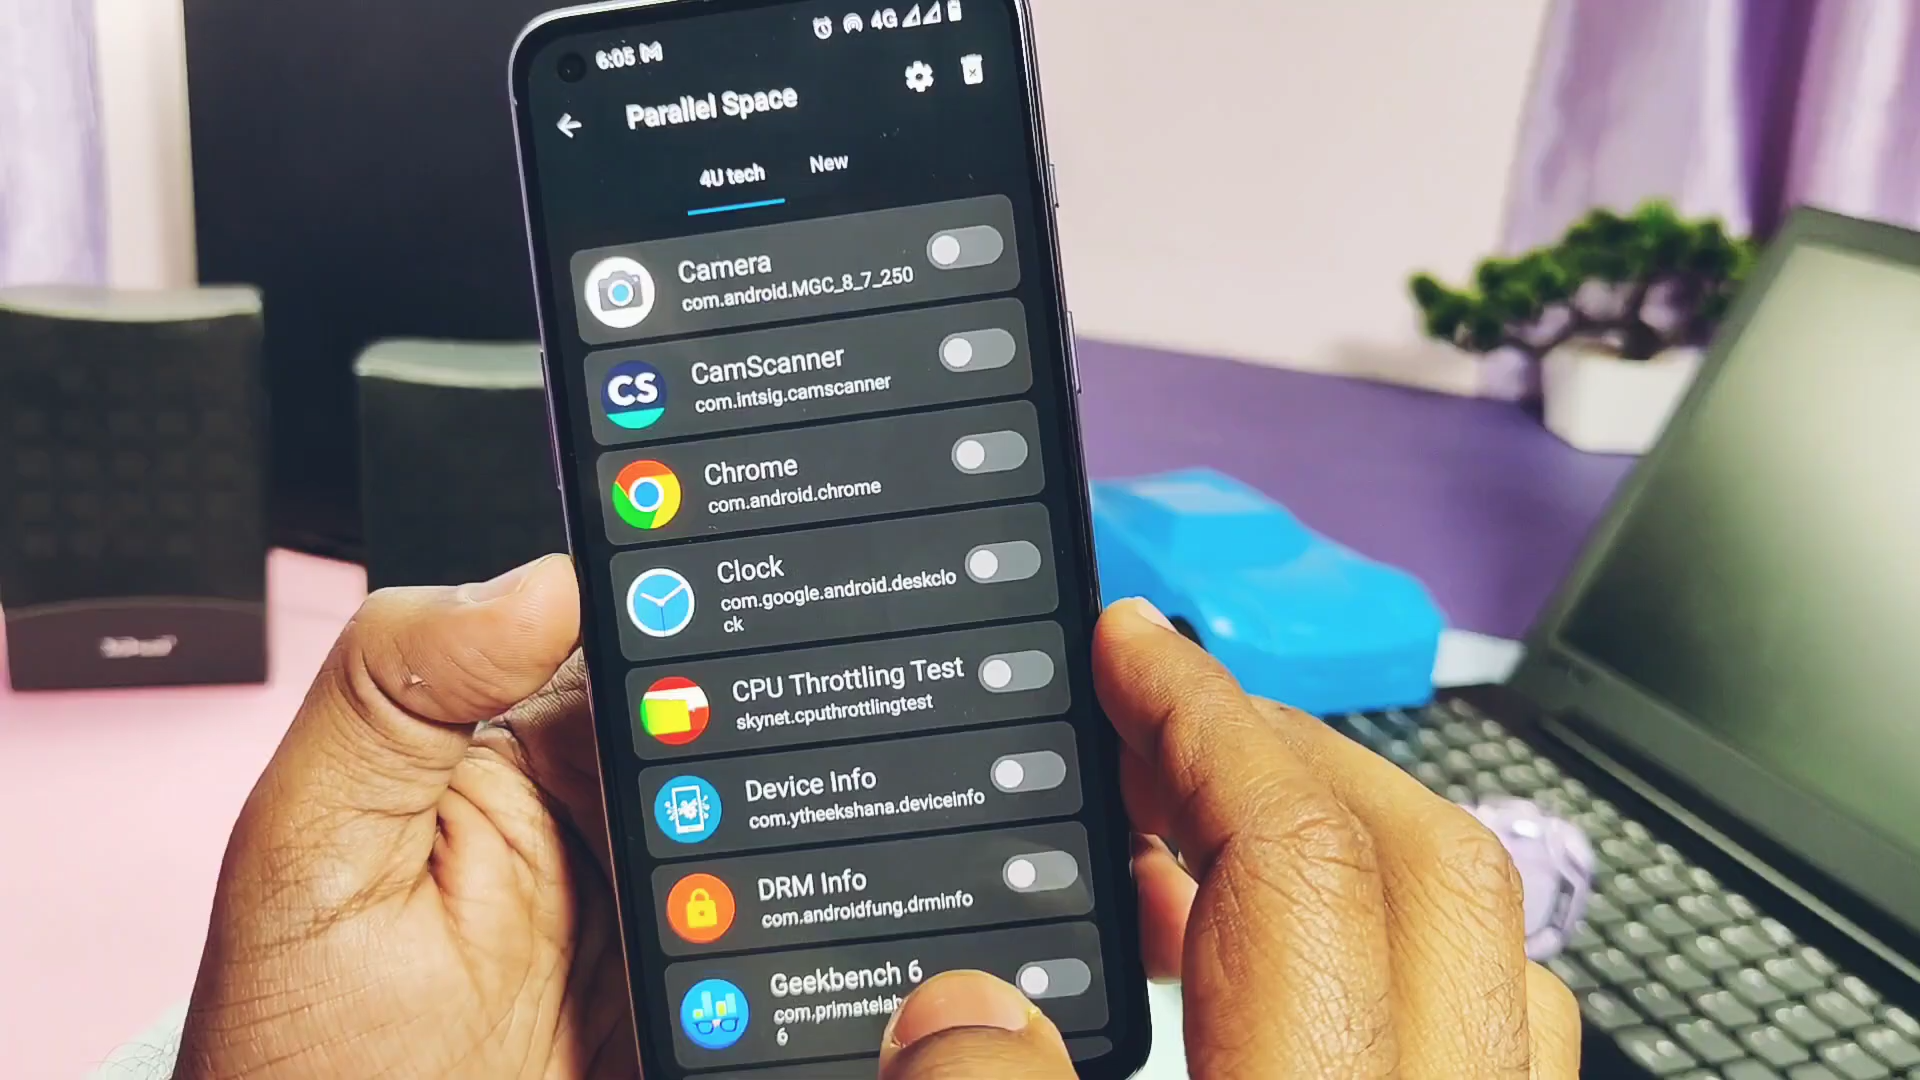 6:05
4G
Parallel Space
4U tech
New
Camera
com.android.MGC_8_7_250
CS
CamScanner
com.intsig.camscanner
Chrome
com.android.chrome
Clock
com.google.android.deskclo
ck
CPU Throttling Test
skynet.cputhrottlingtest
Device Info
com.ytheekshana.deviceinfo
DRM Info
com.androidfung.drminfo
Geekbench 6
com.primatelab
6